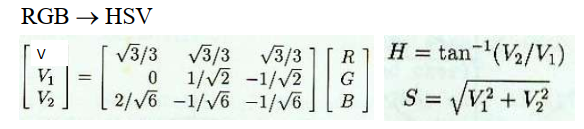 RGB → HSV
[ V ; V₁ ; V₂ ] = [ √3/3 √3/3 √3/3 ; 0 1/√2 −1/√2 ; 2/√6 −1/√6 −1/√6 ] [ R ; G ; B ]
H = tan⁻¹(V₂/V₁)
S = √(V₁² + V₂²)